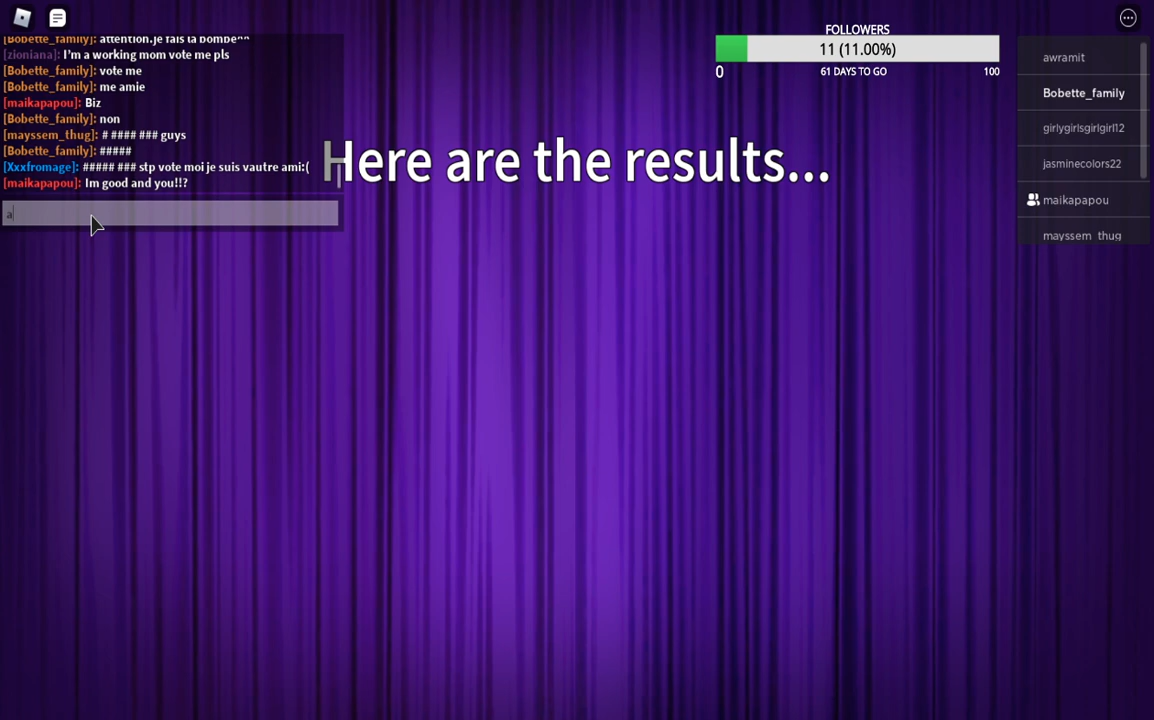 [Bobette_family]: attention.je fais la bombe^^
[zioniana]: I'm a working mom vote me pls
[Bobette_family]: vote me
[Bobette_family]: me amie
[maikapapou]: Biz
[Bobette_family]: non
[mayssem_thug]: # #### ### guys
[Bobette_family]: #####
[Xxxfromage]: ##### ### stp vote moi je suis vautre ami:(
[maikapapou]: Im good and you!!?
a
Here are the results...
FOLLOWERS
11 (11.00%)
0 61 DAYS TO GO 100
awramit
Bobette_family
girlygirlsgirlgirl12
jasminecolors22
maikapapou
mayssem_thug